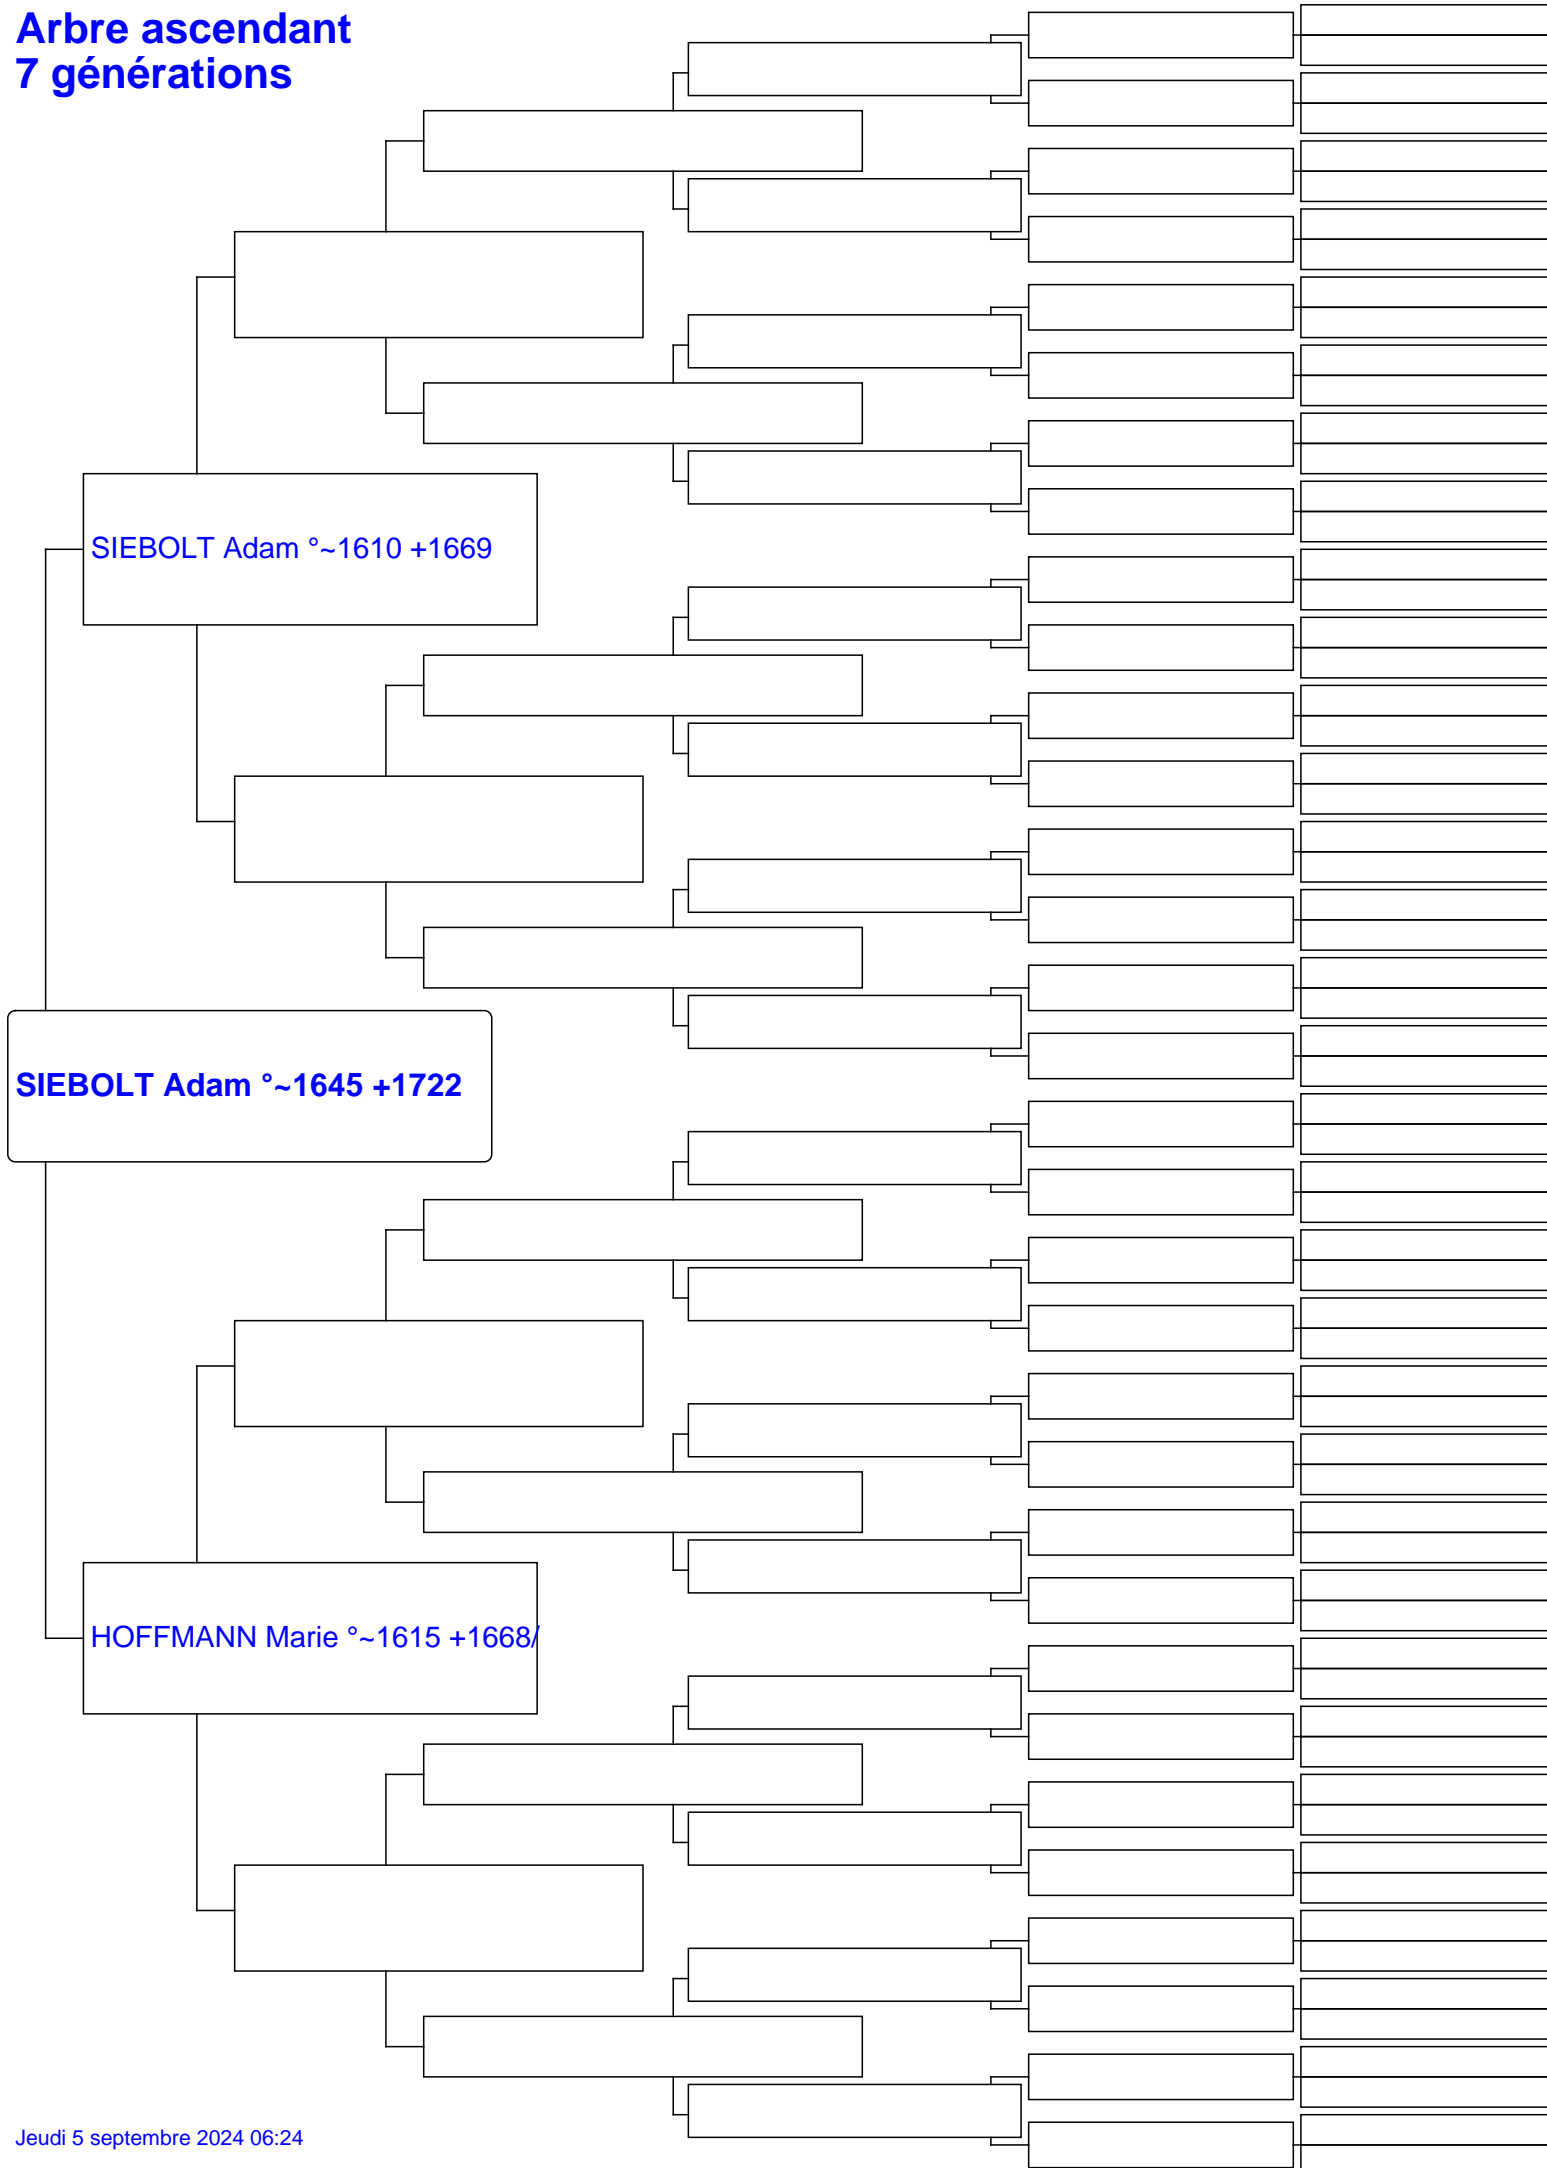 Arbre ascendant
7 générations
SIEBOLT Adam °~1610 +1669
SIEBOLT Adam °~1645 +1722
HOFFMANN Marie °~1615 +1668/
Jeudi 5 septembre 2024 06:24